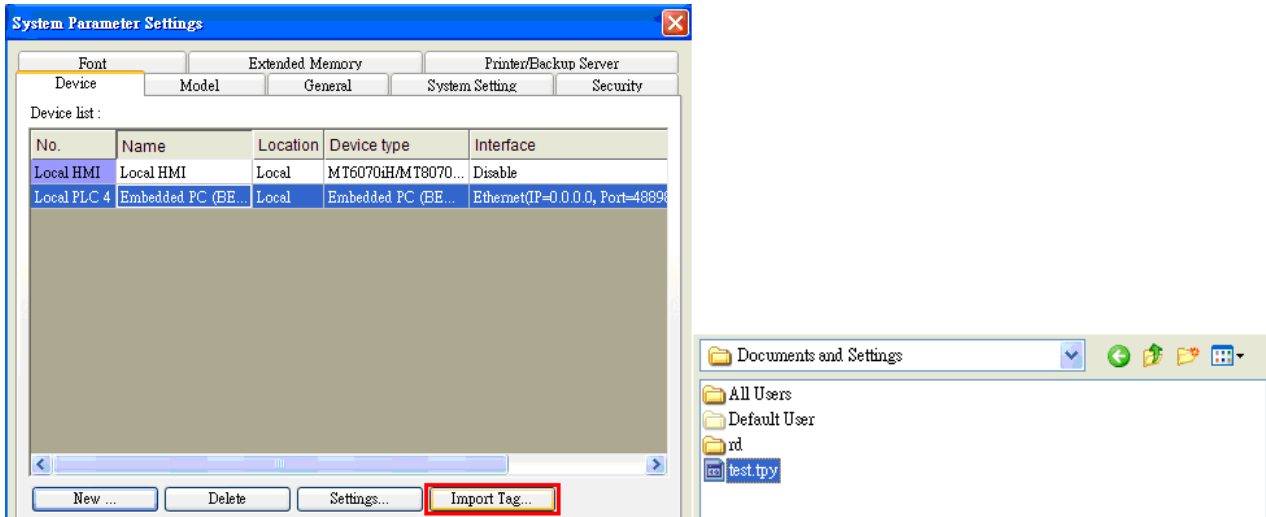 System Parameter Settings
Font Extended Memory Printer/Backup Server
Device Model General System Setting Security
Device list :
No. Name Location Device type Interface
Local HMI Local HMI Local MT6070iH/MT8070... Disable
Local PLC 4 Embedded PC (BE... Local Embedded PC (BE... Ethernet(IP=0.0.0.0, Port=48898
New ... Delete Settings... Import Tag...
Documents and Settings
All Users
Default User
rd
test.tpy